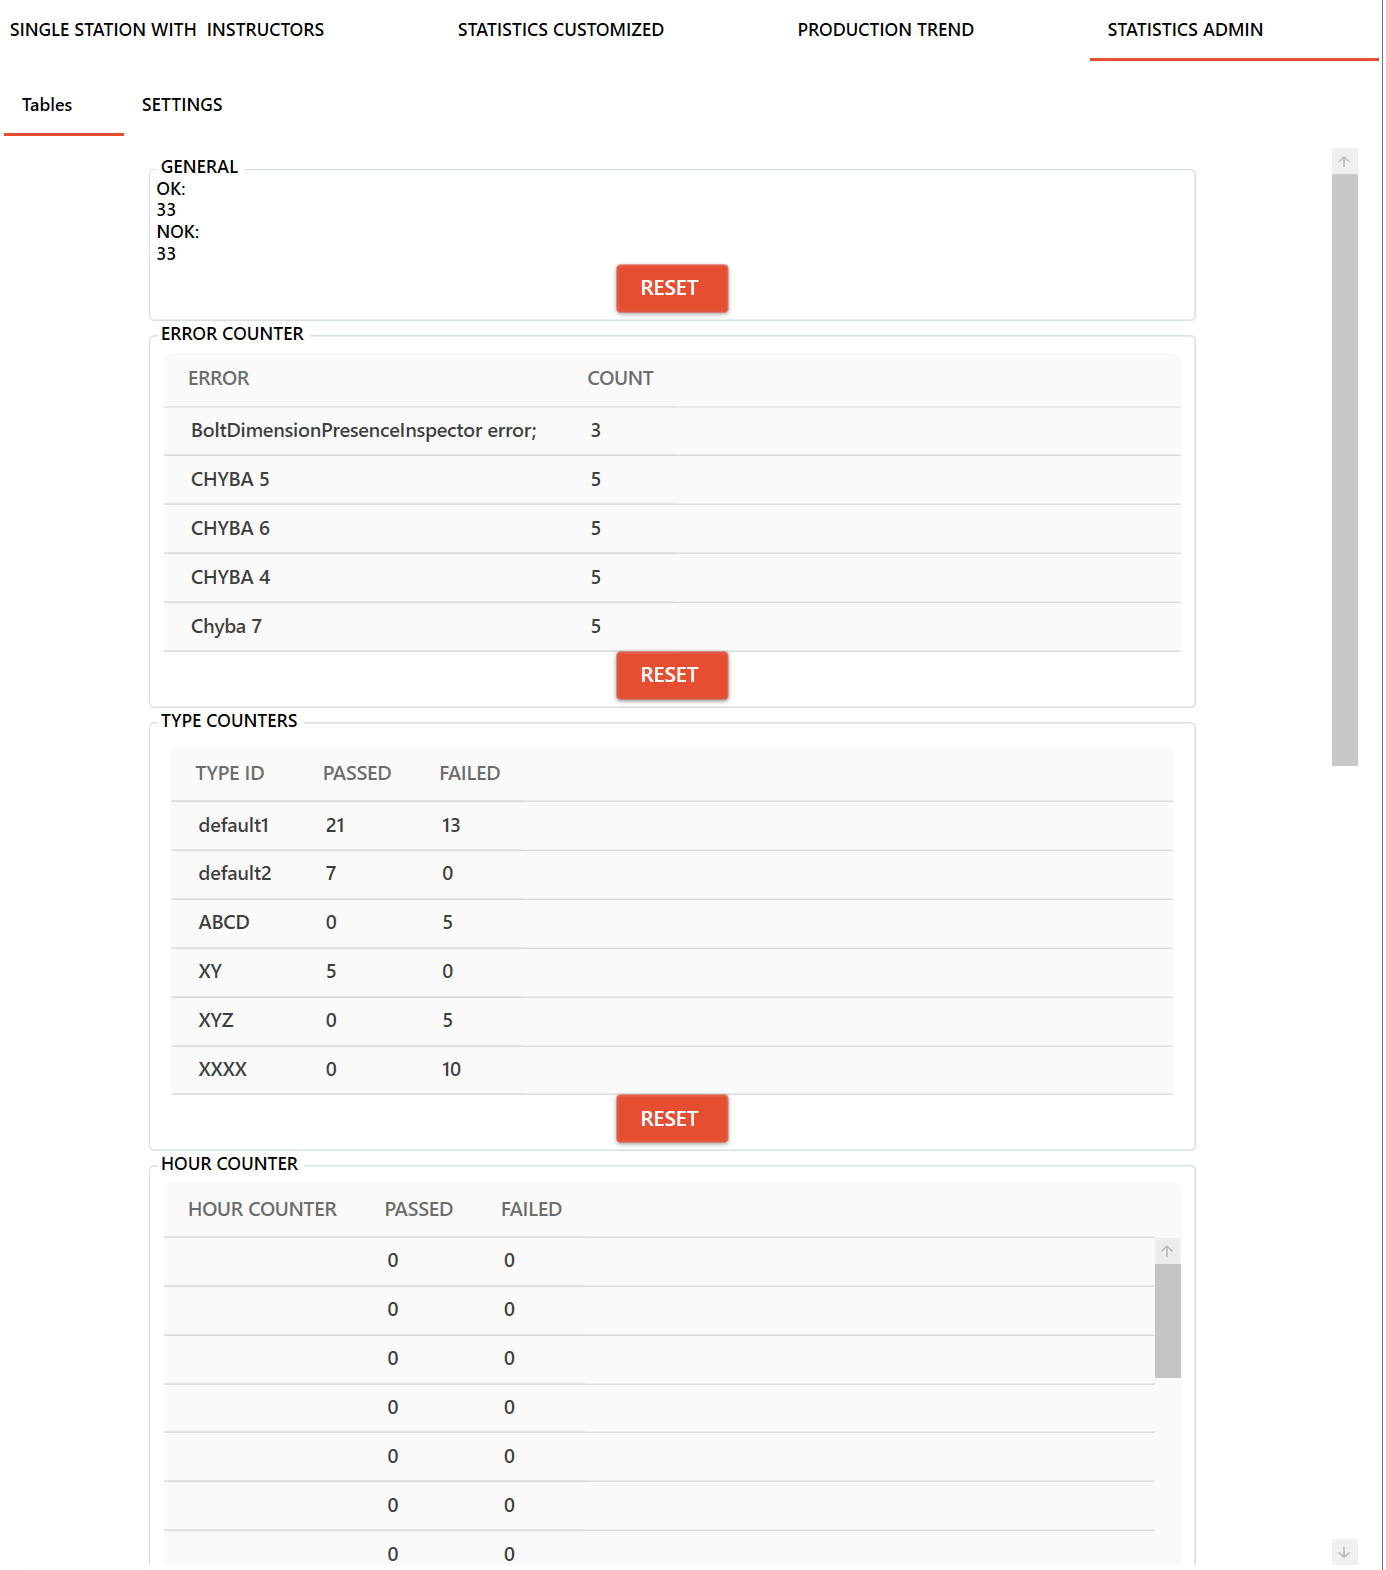 SINGLE STATION WITH  INSTRUCTORS STATISTICS CUSTOMIZED PRODUCTION TREND STATISTICS ADMIN
Tables SETTINGS
GENERAL
OK:
33
NOK:
33
RESET
ERROR COUNTER
ERROR COUNT
BoltDimensionPresenceInspector error; 3
CHYBA 5 5
CHYBA 6 5
CHYBA 4 5
Chyba 7 5
RESET
TYPE COUNTERS
TYPE ID PASSED FAILED
default1 21 13
default2 7 0
ABCD 0 5
XY 5 0
XYZ 0 5
XXXX 0 10
RESET
HOUR COUNTER
HOUR COUNTER PASSED FAILED
0 0
0 0
0 0
0 0
0 0
0 0
0 0